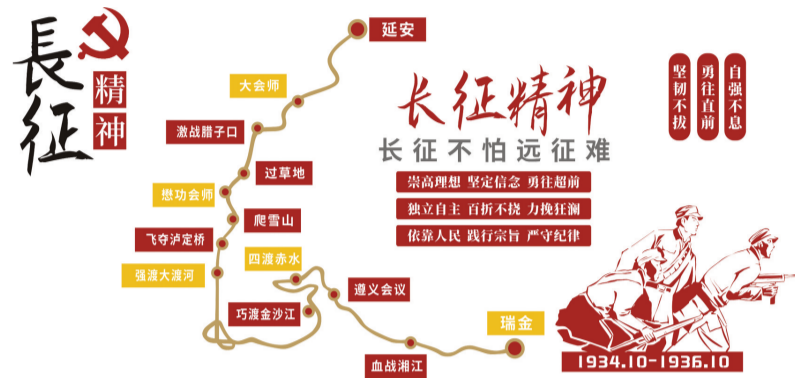 長征
精神
延安
大会师
激战腊子口
过草地
懋功会师
爬雪山
飞夺泸定桥
强渡大渡河
四渡赤水
巧渡金沙江
遵义会议
血战湘江
瑞金
长征精神
长征不怕远征难
崇高理想 坚定信念 勇往超前
独立自主 百折不挠 力挽狂澜
依靠人民 践行宗旨 严守纪律
自强不息
勇往直前
坚韧不拔
1934.10-1936.10